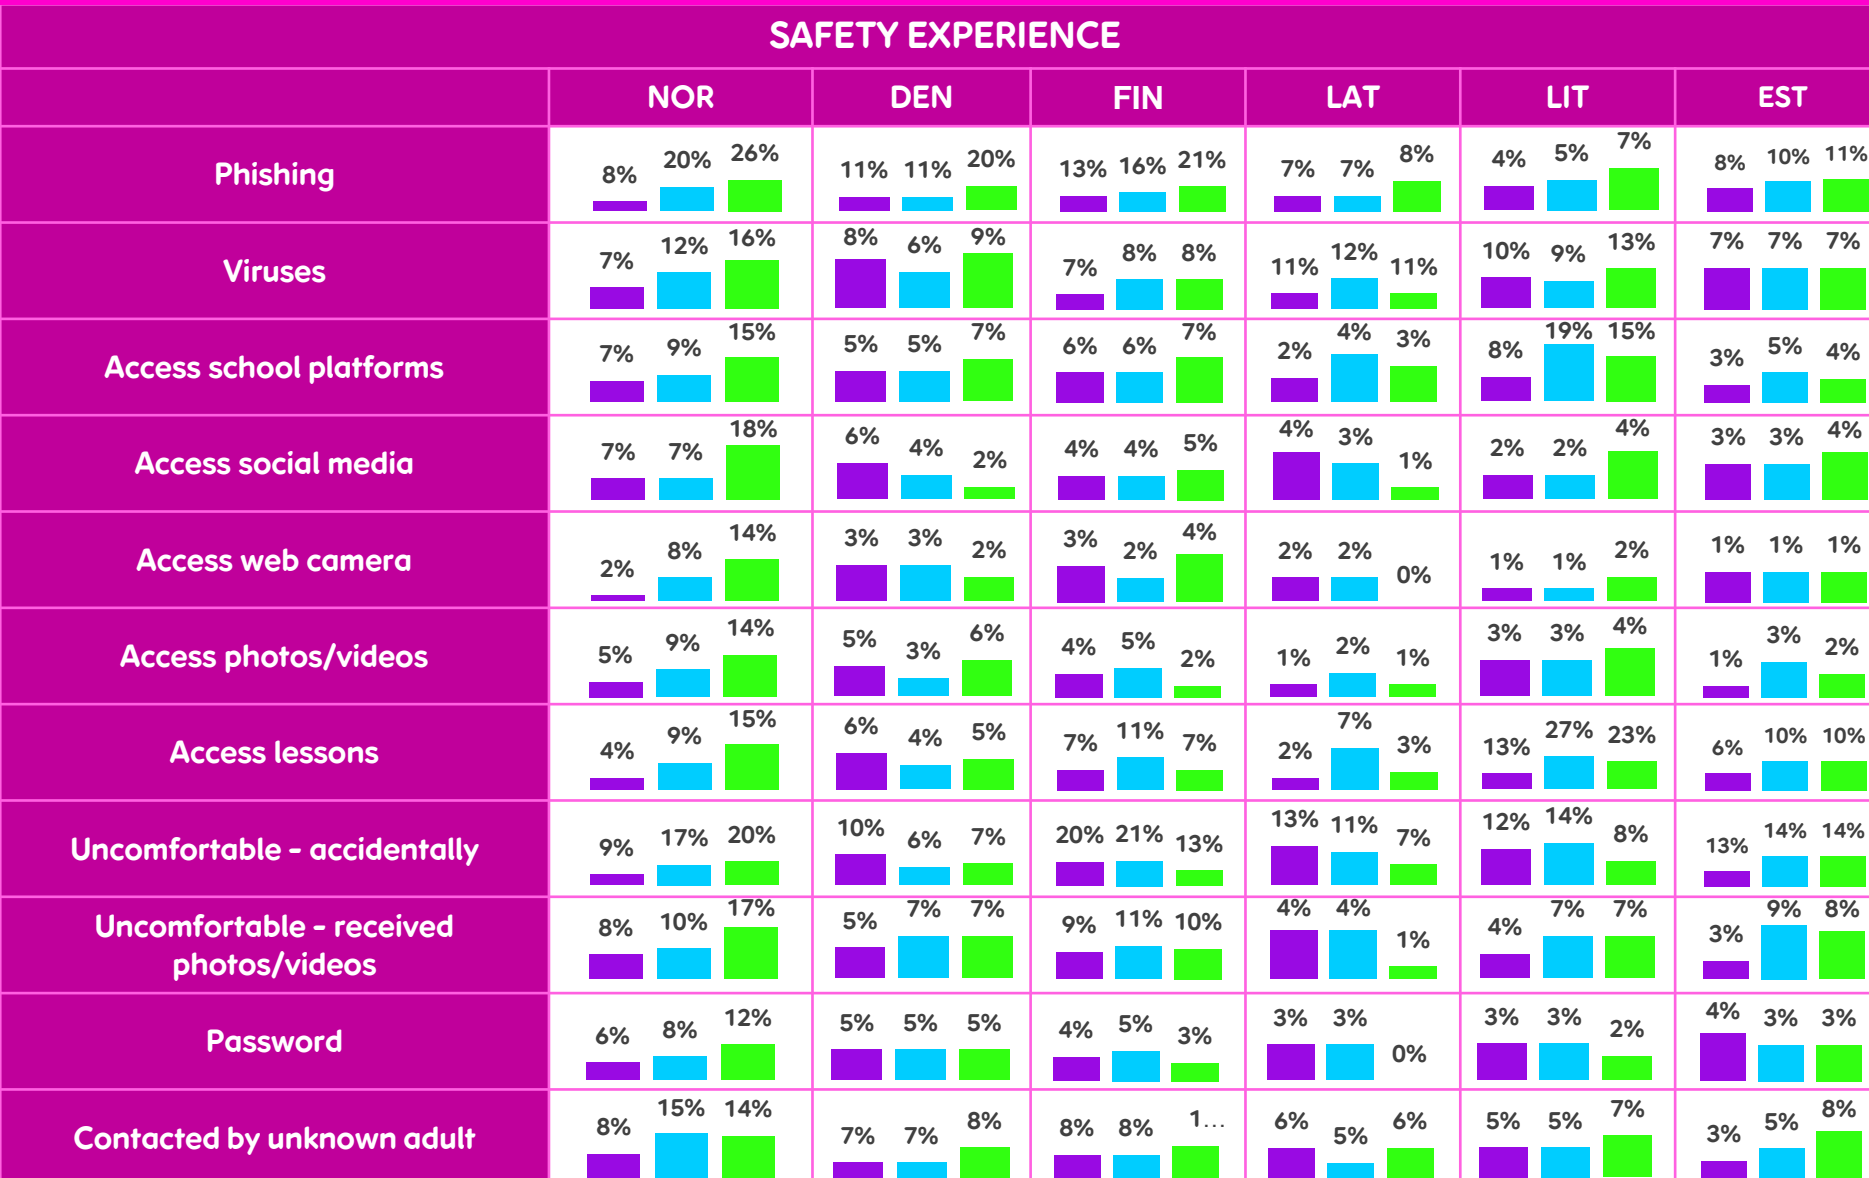 SAFETY EXPERIENCE
NOR DEN FIN LAT LIT EST
Phishing 8% 20% 26% 11% 11% 20% 13% 16% 21% 7% 7% 8% 4% 5% 7% 8% 10% 11%
Viruses 7% 12% 16% 8% 6% 9% 7% 8% 8% 11% 12% 11% 10% 9% 13% 7% 7% 7%
Access school platforms 7% 9% 15% 5% 5% 7% 6% 6% 7% 2% 4% 3% 8% 19% 15% 3% 5% 4%
Access social media 7% 7% 18% 6% 4% 2% 4% 4% 5% 4% 3% 1% 2% 2% 4% 3% 3% 4%
Access web camera 2% 8% 14% 3% 3% 2% 3% 2% 4% 2% 2% 0% 1% 1% 2% 1% 1% 1%
Access photos/videos 5% 9% 14% 5% 3% 6% 4% 5% 2% 1% 2% 1% 3% 3% 4% 1% 3% 2%
Access lessons 4% 9% 15% 6% 4% 5% 7% 11% 7% 2% 7% 3% 13% 27% 23% 6% 10% 10%
Uncomfortable - accidentally 9% 17% 20% 10% 6% 7% 20% 21% 13% 13% 11% 7% 12% 14% 8% 13% 14% 14%
Uncomfortable - received
photos/videos 8% 10% 17% 5% 7% 7% 9% 11% 10% 4% 4% 1% 4% 7% 7% 3% 9% 8%
Password 6% 8% 12% 5% 5% 5% 4% 5% 3% 3% 3% 0% 3% 3% 2% 4% 3% 3%
Contacted by unknown adult 8% 15% 14% 7% 7% 8% 8% 8% 1... 6% 5% 6% 5% 5% 7% 3% 5% 8%